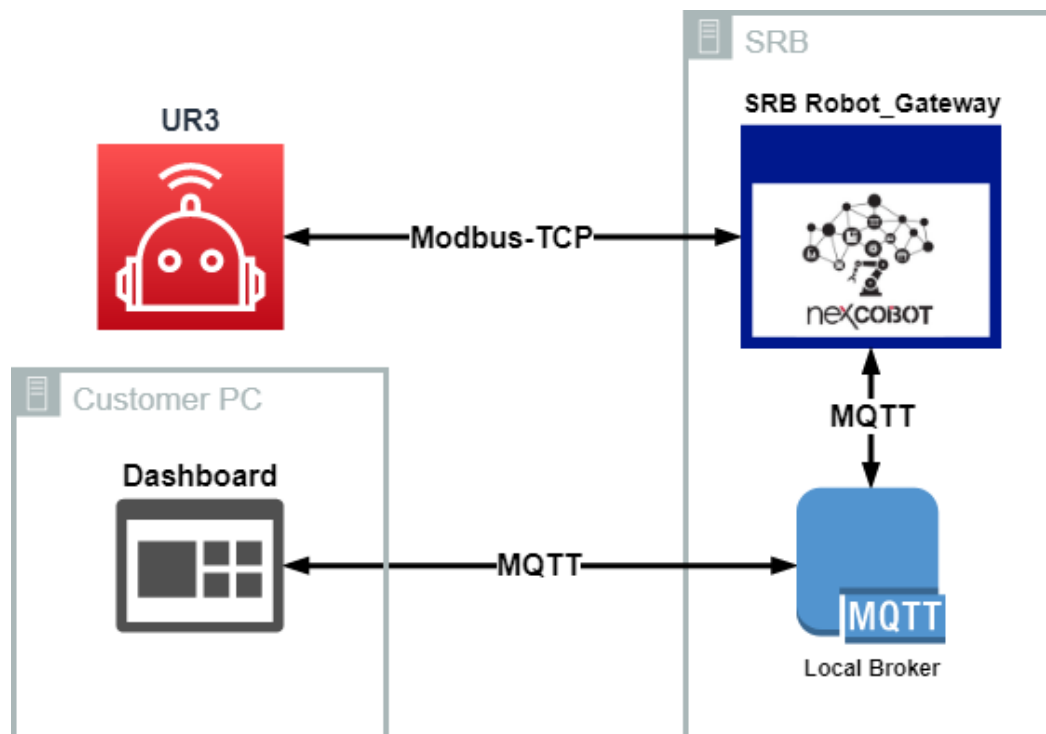 SRB
SRB Robot_Gateway
UR3
Modbus-TCP
neXCOBOT
Customer PC
MQTT
Dashboard
MQTT
MQTT
Local Broker